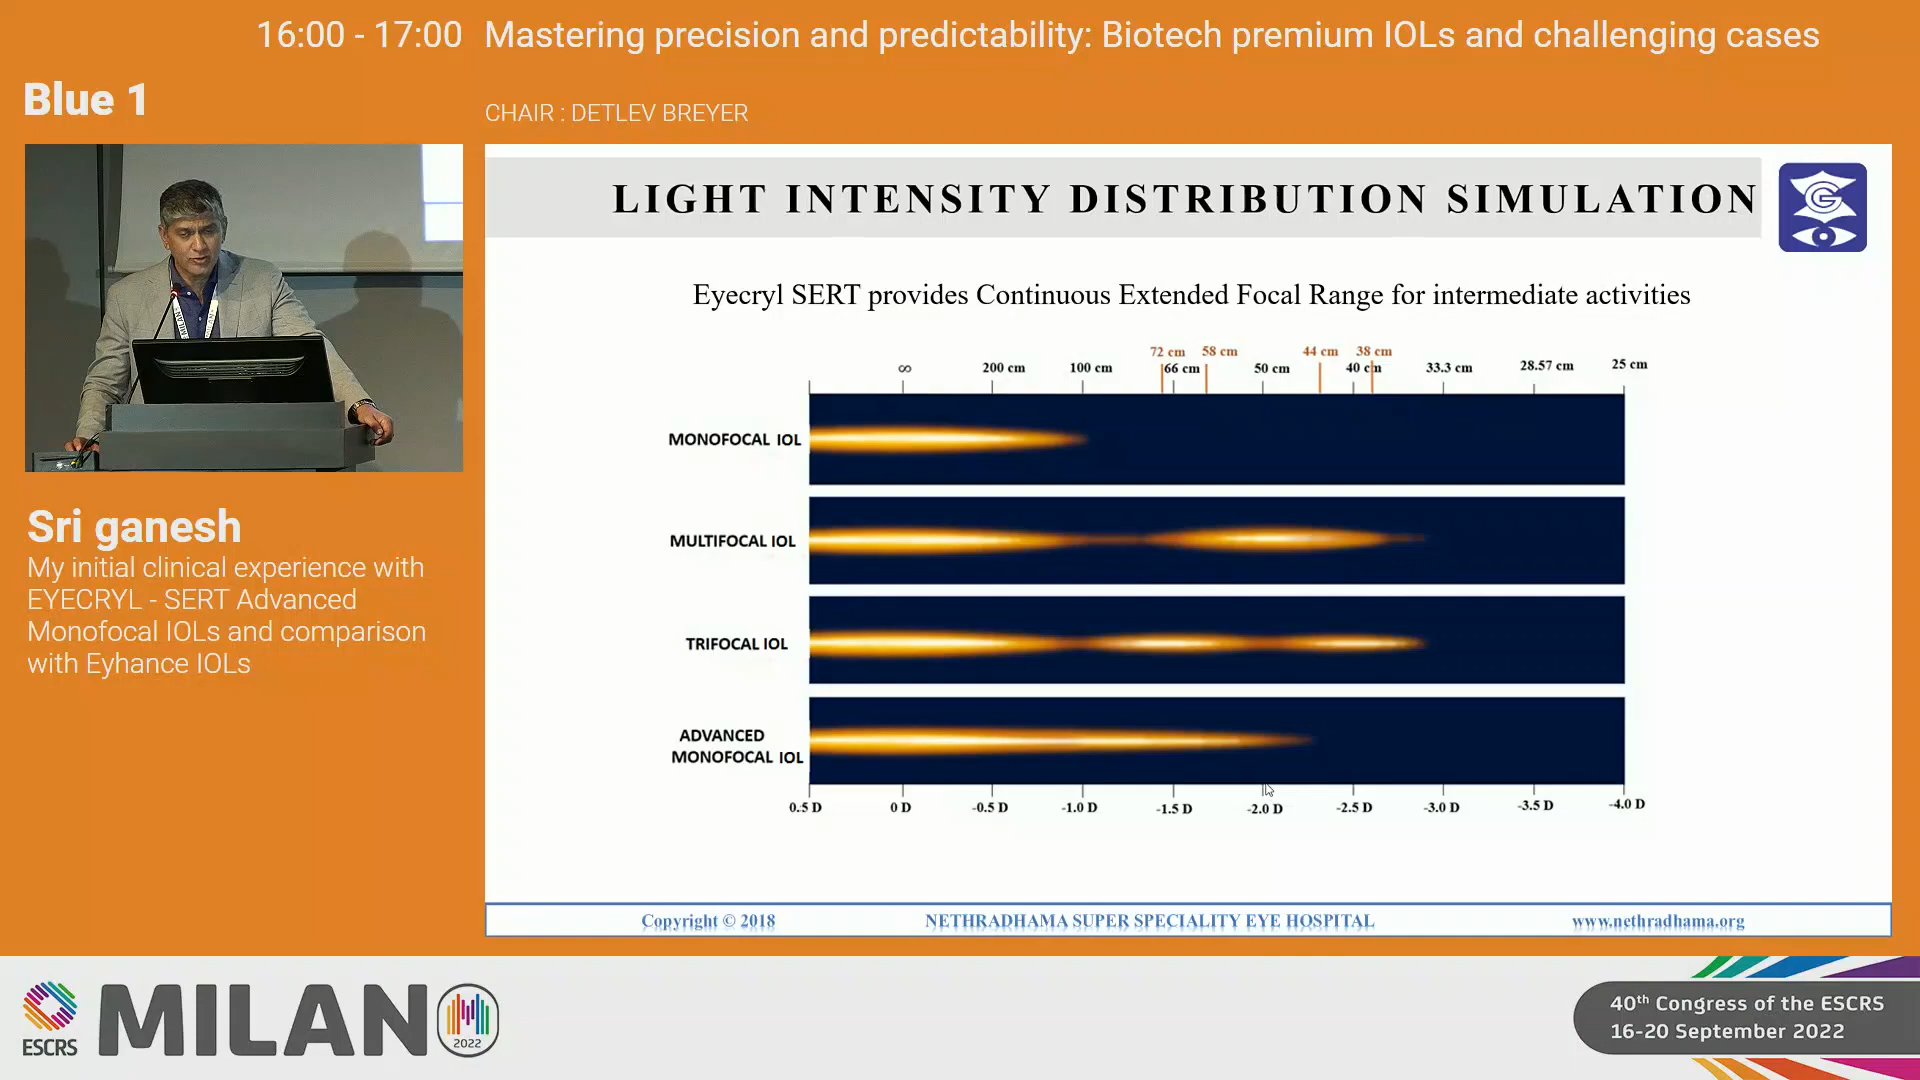 16:00 - 17:00 Mastering precision and predictability: Biotech premium IOLs and challenging cases
Blue 1
CHAIR : DETLEV BREYER
LIGHT INTENSITY DISTRIBUTION SIMULATION
Eyecryl SERT provides Continuous Extended Focal Range for intermediate activities
72 cm 58 cm 44 cm 38 cm
∞ 200 cm 100 cm 66 cm 50 cm 40 cm 33.3 cm 28.57 cm 25 cm
MONOFOCAL IOL
MULTIFOCAL IOL
TRIFOCAL IOL
ADVANCED
MONOFOCAL IOL
0.5 D 0 D -0.5 D -1.0 D -1.5 D -2.0 D -2.5 D -3.0 D -3.5 D -4.0 D
Copyright © 2018 NETHRADHAMA SUPER SPECIALITY EYE HOSPITAL www.nethradhama.org
MILAN
Sri ganesh
My initial clinical experience with
EYECRYL - SERT Advanced
Monofocal IOLs and comparison
with Eyhance IOLs
ESCRS
MILANO
2022
40th Congress of the ESCRS
16-20 September 2022